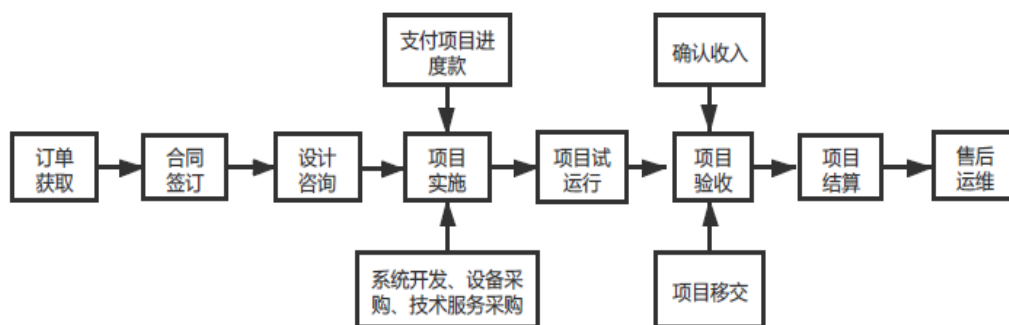 支付项目进
度款
确认收入
订单
获取
合同
签订
设计
咨询
项目
实施
项目试
运行
项目
验收
项目
结算
售后
运维
系统开发、设备采
购、技术服务采购
项目移交